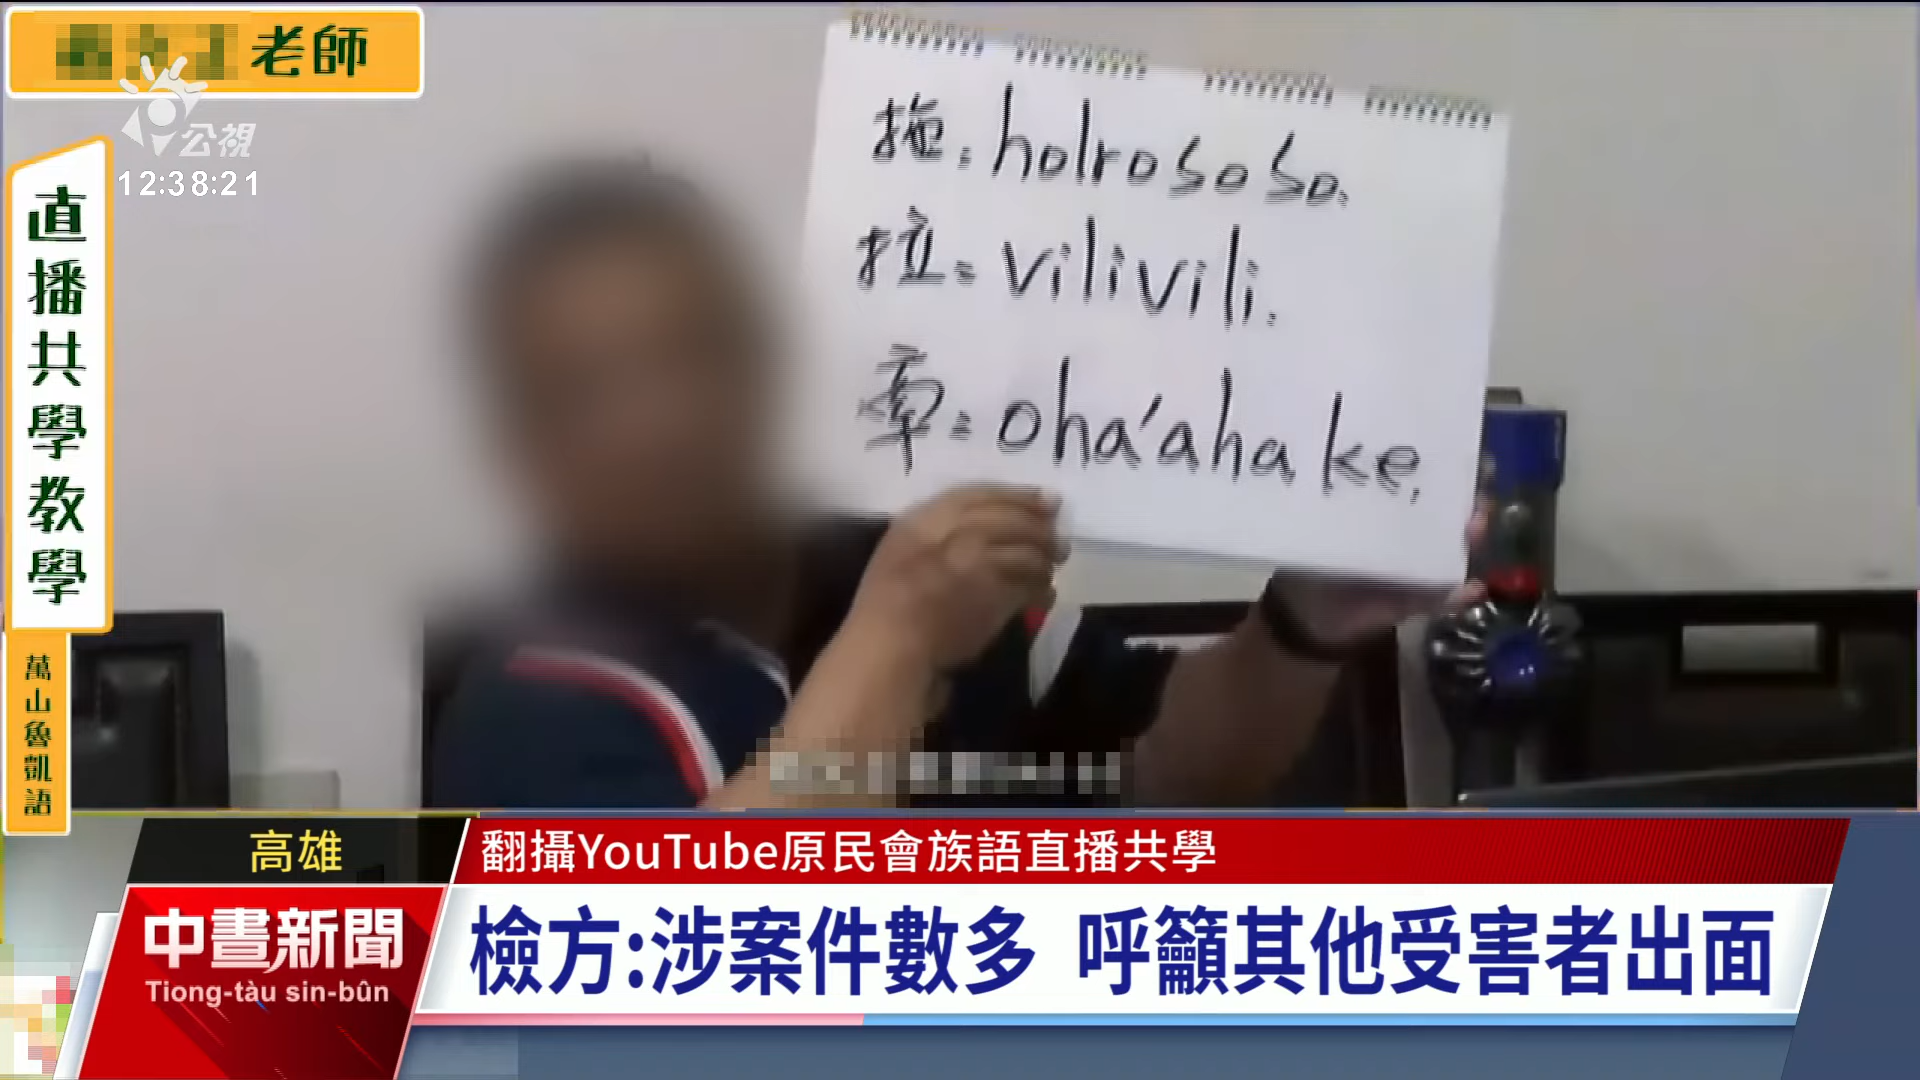 老師
公視
12:38:21
直播共學教學
萬山魯凱語
拖：holrososo.
拉：vilivili.
牽：oha'ahake.
高雄
翻攝YouTube原民會族語直播共學
中晝新聞
Tiong-tàu sin-bûn
檢方:涉案件數多 呼籲其他受害者出面